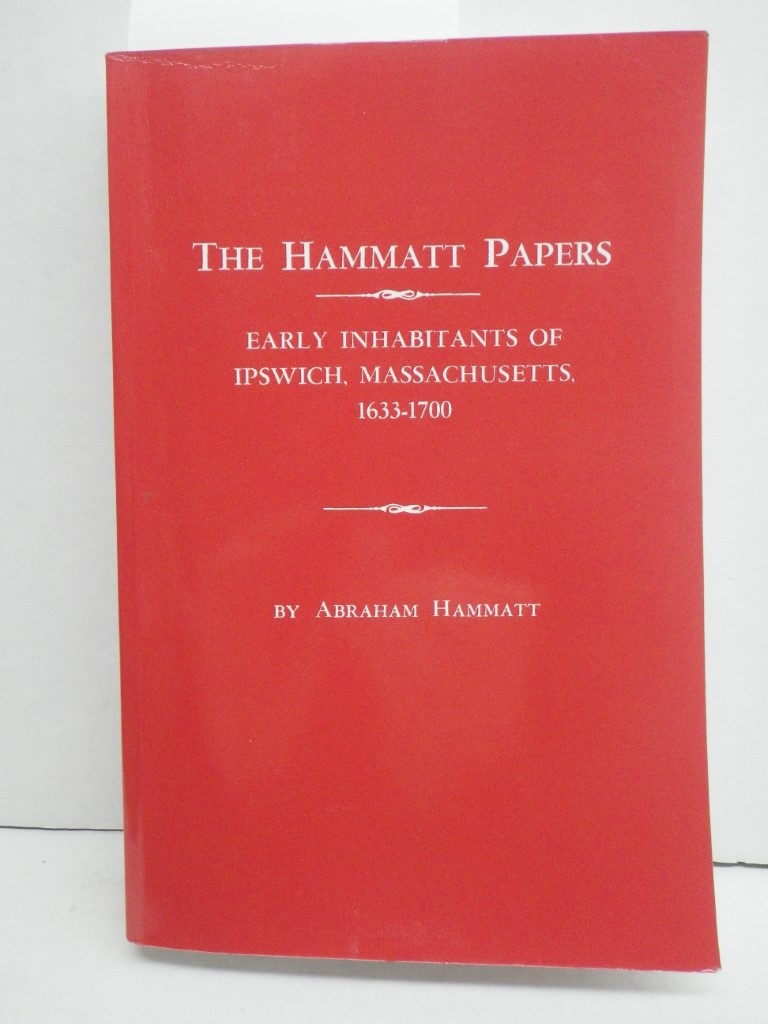 THE HAMMATT PAPERS
EARLY INHABITANTS OF
IPSWICH, MASSACHUSETTS,
1633-1700
BY ABRAHAM HAMMATT